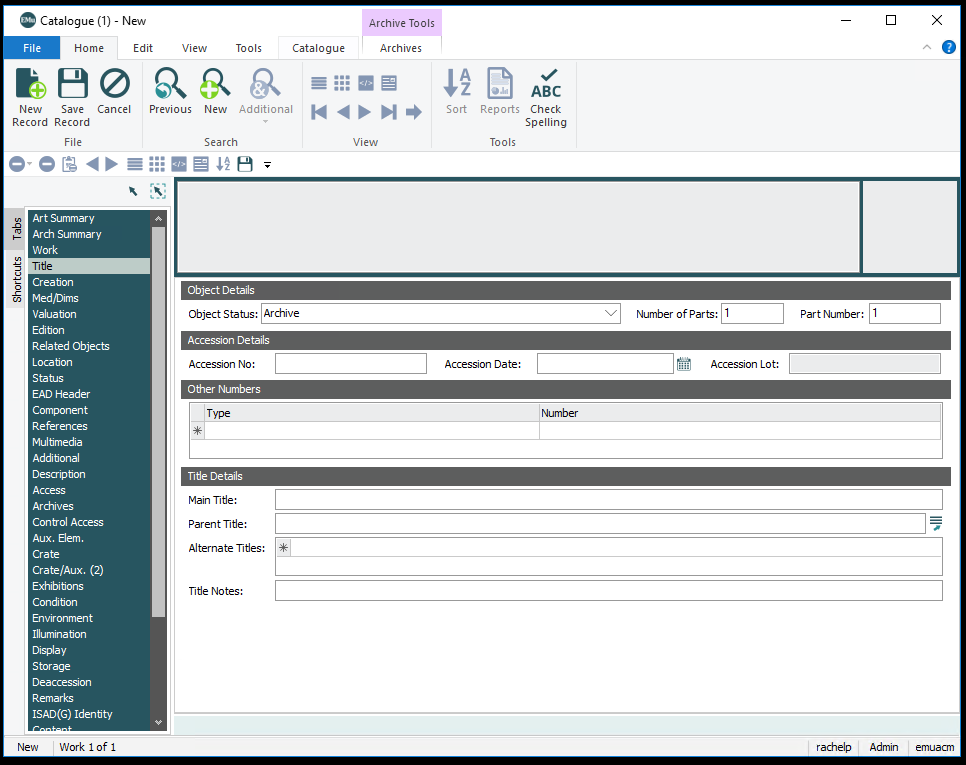 EMu Catalogue (1) - New
Archive Tools
File Home Edit View Tools Catalogue Archives
?
New Record
Save Record
Cancel
Previous
New
& Additional
</>
A Z Sort
Reports
ABC Check Spelling
File Search View Tools
</> A Z
Tabs
Shortcuts
Art Summary
Arch Summary
Work
Title
Creation
Med/Dims
Valuation
Edition
Related Objects
Location
Status
EAD Header
Component
References
Multimedia
Additional
Description
Access
Archives
Control Access
Aux. Elem.
Crate
Crate/Aux. (2)
Exhibitions
Condition
Environment
Illumination
Display
Storage
Deaccession
Remarks
ISAD(G) Identity
Content
Object Details
Object Status: Archive Number of Parts: 1 Part Number: 1
Accession Details
Accession No: Accession Date: Accession Lot:
Other Numbers
Type Number
*
Title Details
Main Title:
Parent Title:
Alternate Titles: *
Title Notes:
New Work 1 of 1 rachelp Admin emuacm